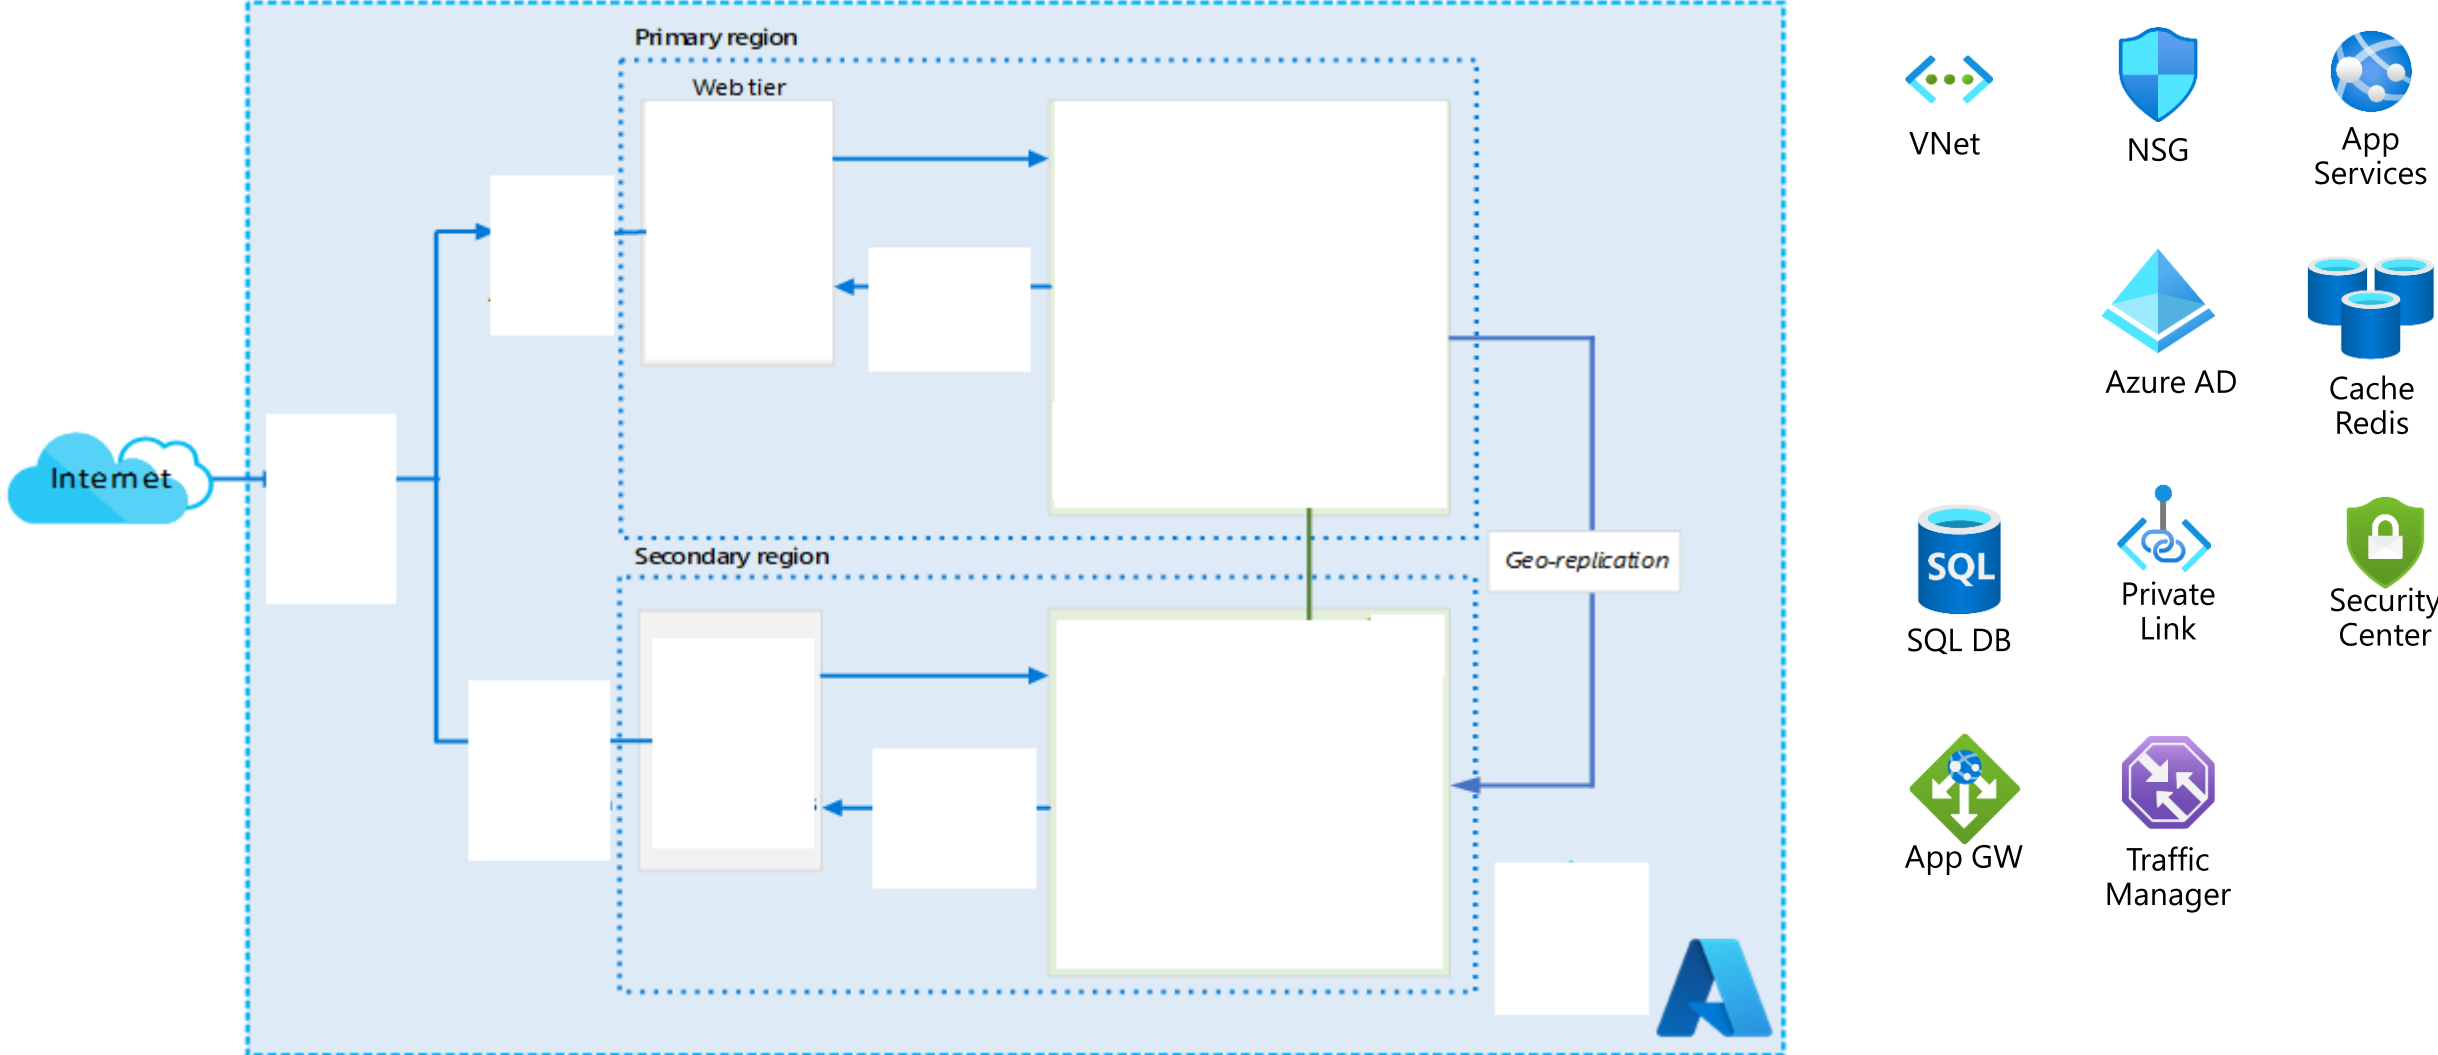 Primary region
Web tier
Internet
Secondary region
Geo-replication
VNet
NSG
App
Services
Azure AD
Cache
Redis
SQL
SQL DB
Private
Link
Security
Center
App GW
Traffic
Manager